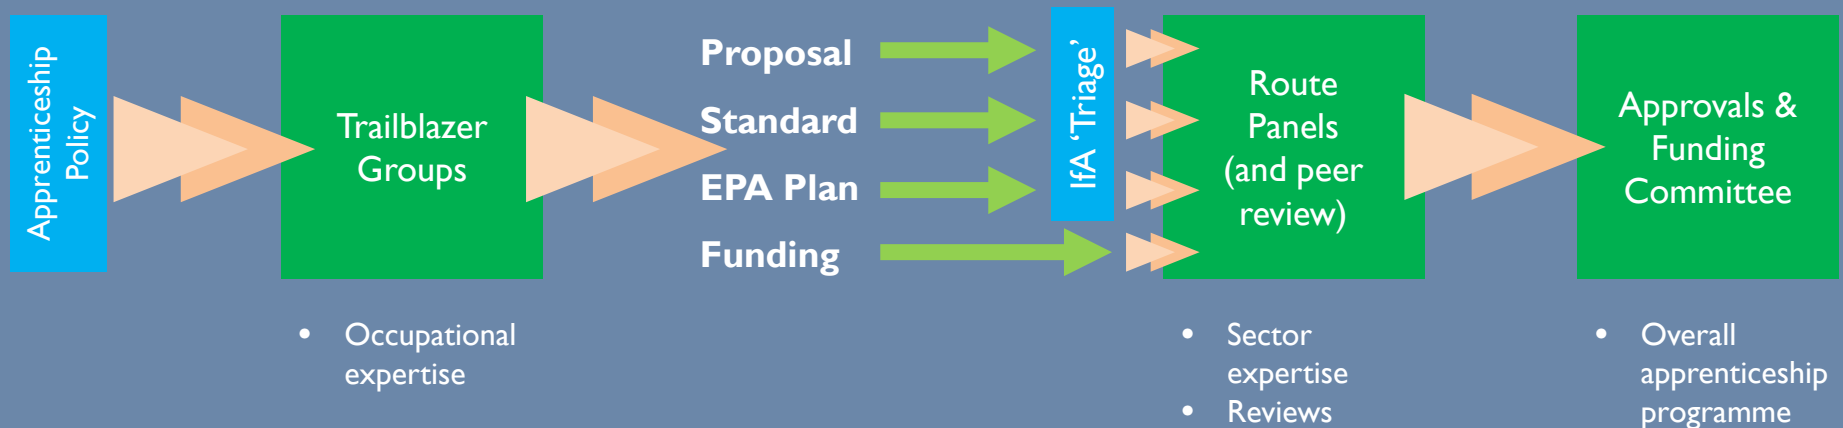 Apprenticeship
Policy
Trailblazer
Groups
• Occupational
expertise
Proposal
Standard
EPA Plan
Funding
IfA ‘Triage’
Route
Panels
(and peer
review)
• Sector
expertise
• Reviews
Approvals &
Funding
Committee
• Overall
apprenticeship
programme